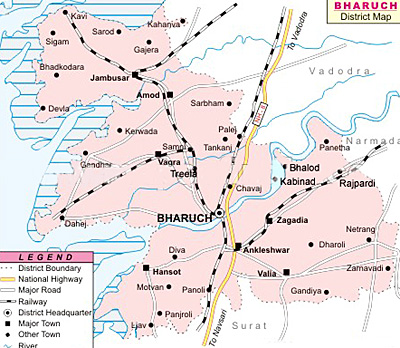 BHARUCH
District Map
Kavi
Sarod
Kahanva
Sigam
Gajera
To Vadodra
Bhadkodara
Jambusar
Vadodra
Amod
Sarbham
Devla
NH 8
Kerwada
Palej
Narmada
Samni
Tankanj
Panetha
Gandhar
Vagra
Treela
Bhalod
Kabinad
Rajpardi
Chavaj
Dahej
BHARUCH
Zagadia
Netrang
Diva
Ankleshwar
Dharoli
Hansot
Valia
Zamavadi
Motvan
Panoli
Gandiya
Panjroli
Ilav
To Navsari
Surat
LEGEND
District Boundary
National Highway
Major Road
Railway
District Headquarter
Major Town
Other Town
River